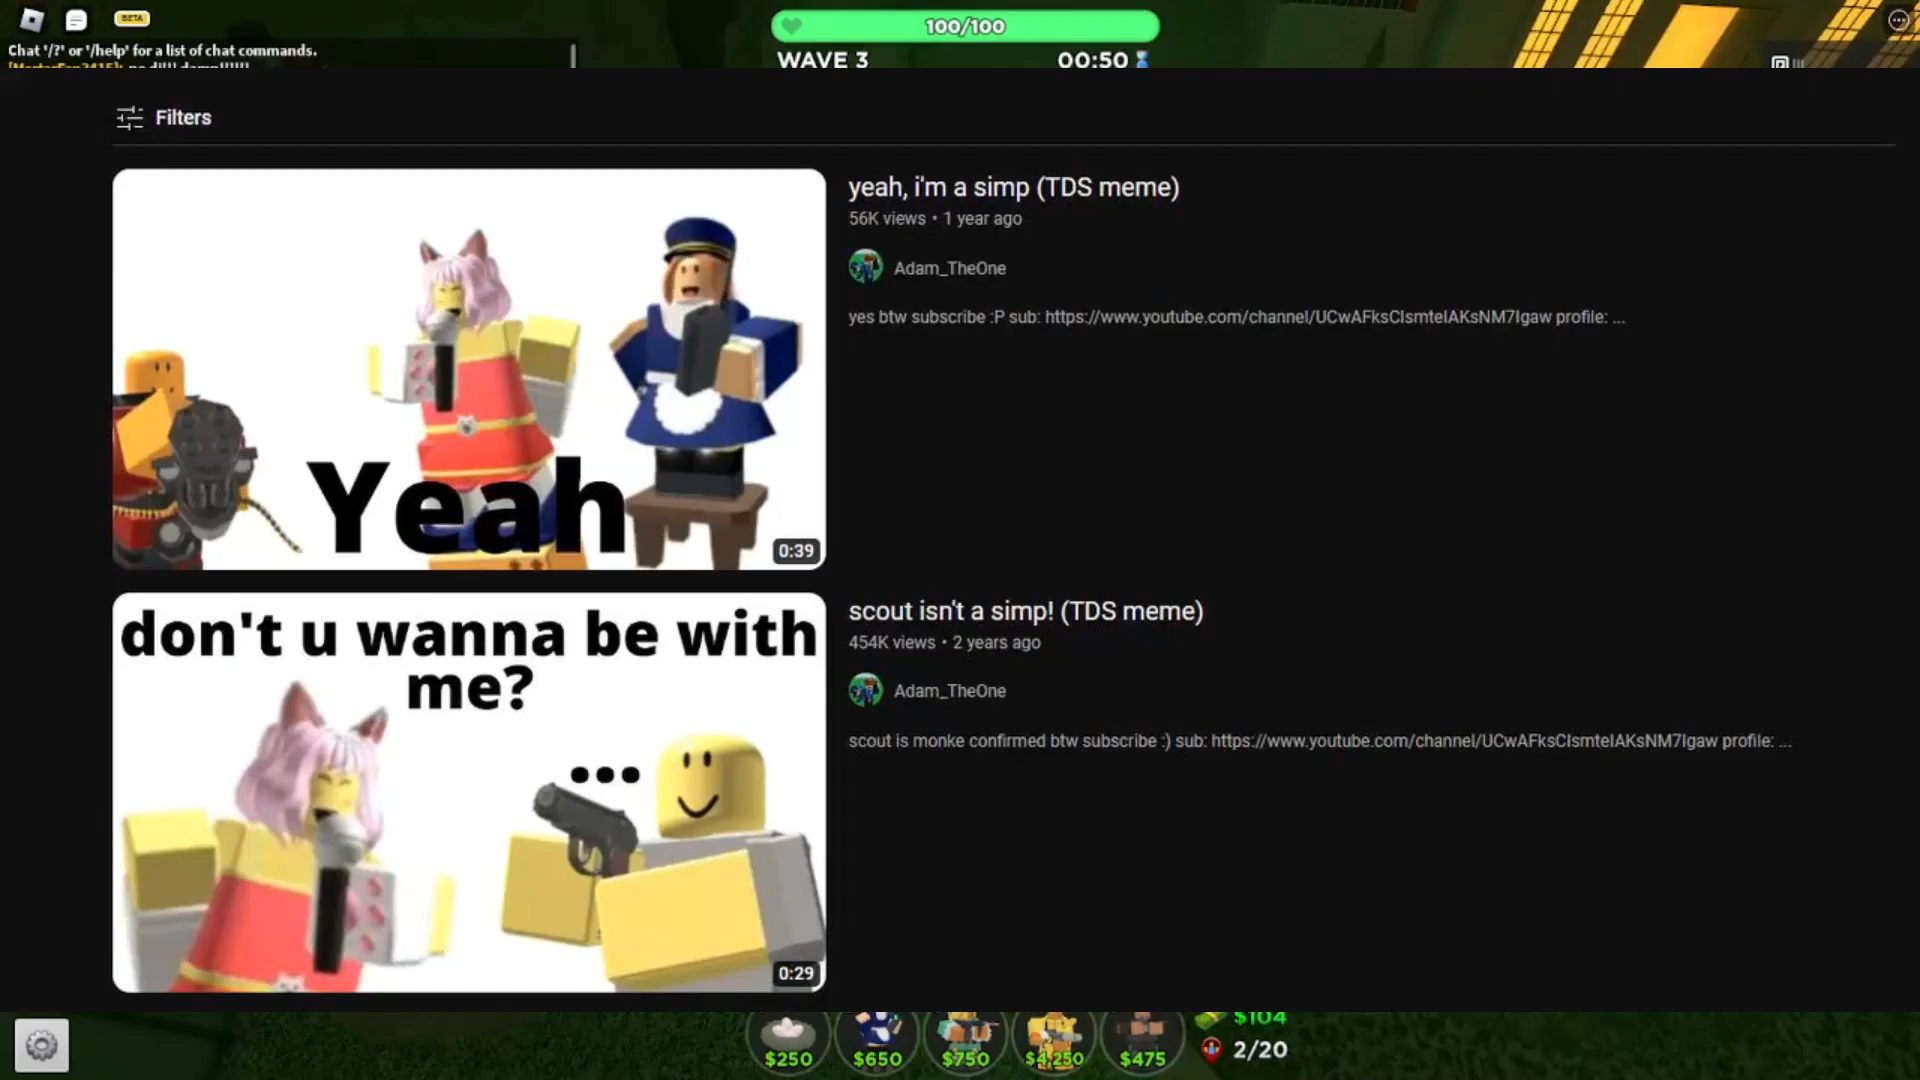 BETA
100/100
Chat '/?' or '/help' for a list of chat commands.
WAVE 3
00:50
Filters
yeah, i'm a simp (TDS meme)
56K views • 1 year ago
Adam_TheOne
yes btw subscribe :P sub: https://www.youtube.com/channel/UCwAFksCIsmteIAKsNM7Igaw profile: ...
Yeah
0:39
don't u wanna be with
me?
...
0:29
scout isn't a simp! (TDS meme)
454K views • 2 years ago
Adam_TheOne
scout is monke confirmed btw subscribe :) sub: https://www.youtube.com/channel/UCwAFksCIsmteIAKsNM7Igaw profile: ...
$250
$650
$750
$4,250
$475
$104
2/20